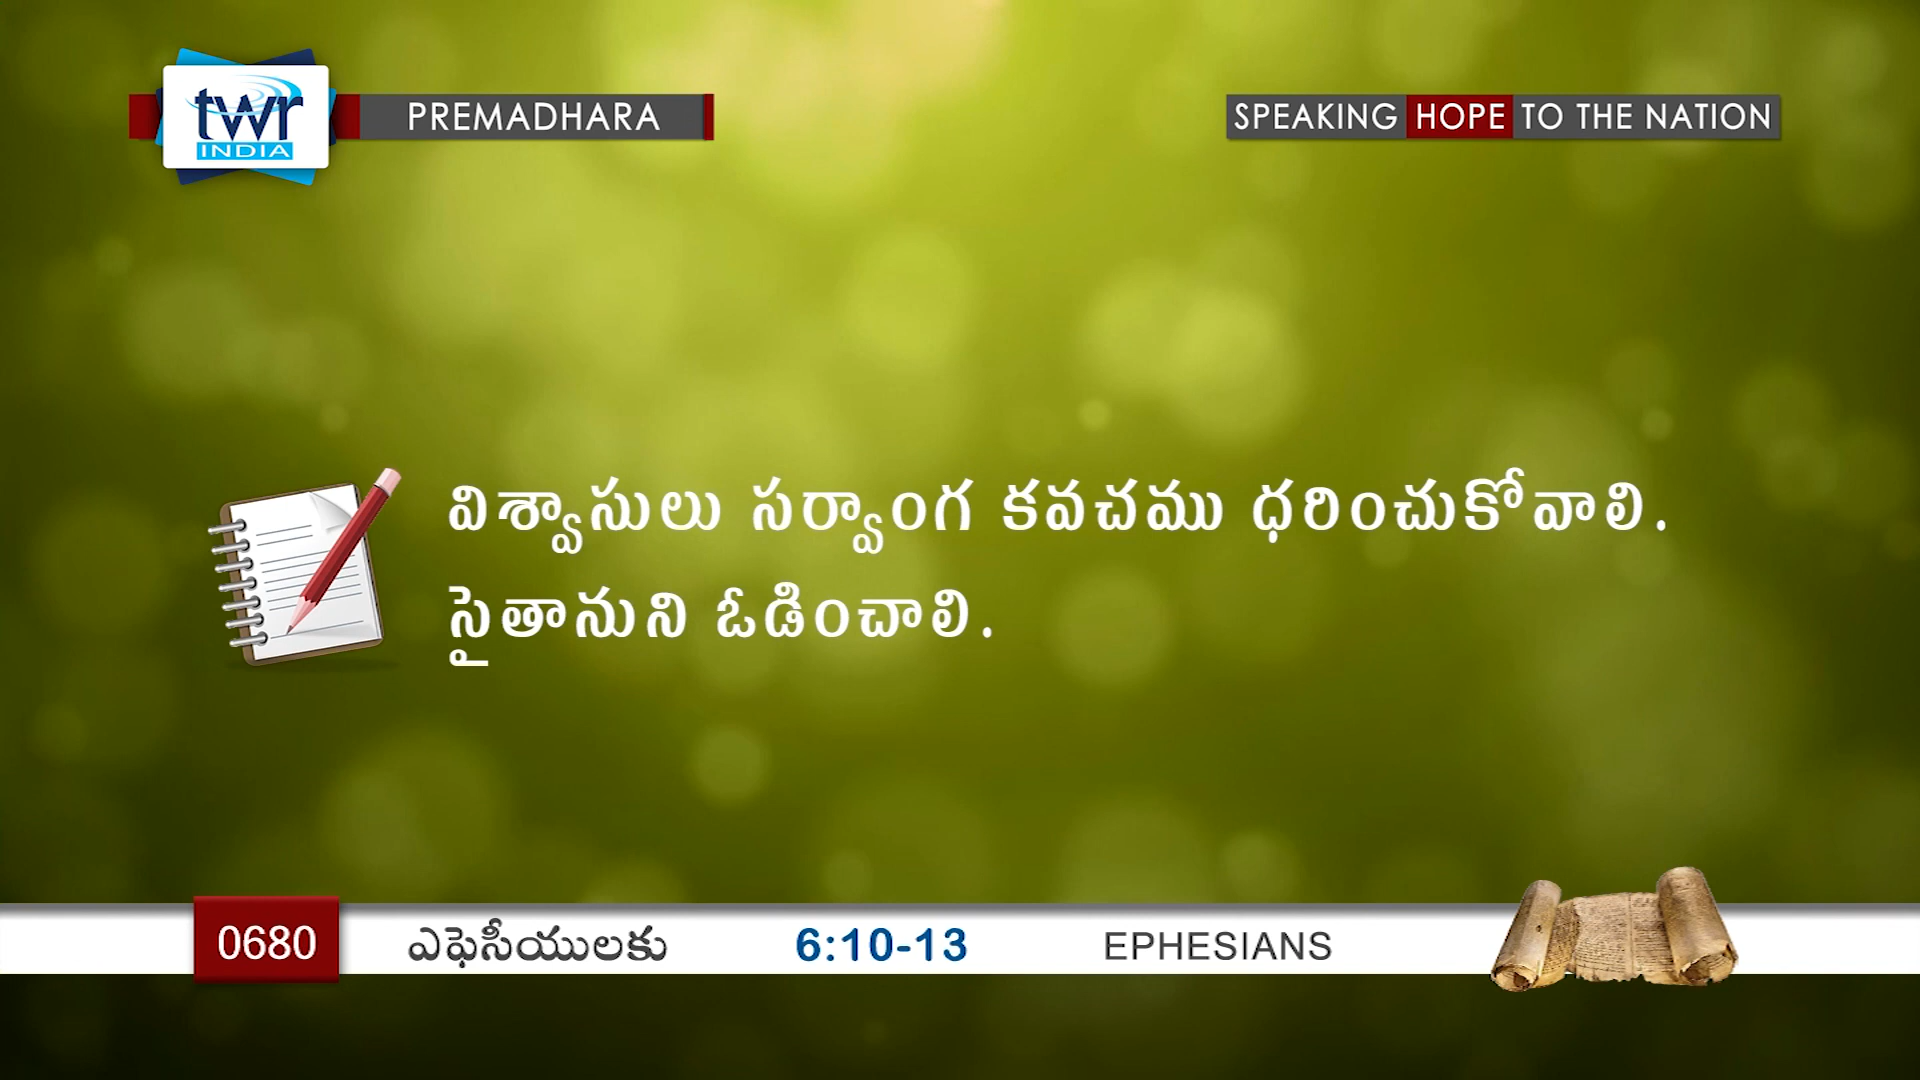 twr
INDIA
PREMADHARA
SPEAKING HOPE TO THE NATION
విశ్వాసులు సర్వాంగ కవచము ధరించుకోవాలి.
సైతానుని ఓడించాలి.
0680 ఎఫెసీయులకు 6:10-13 EPHESIANS